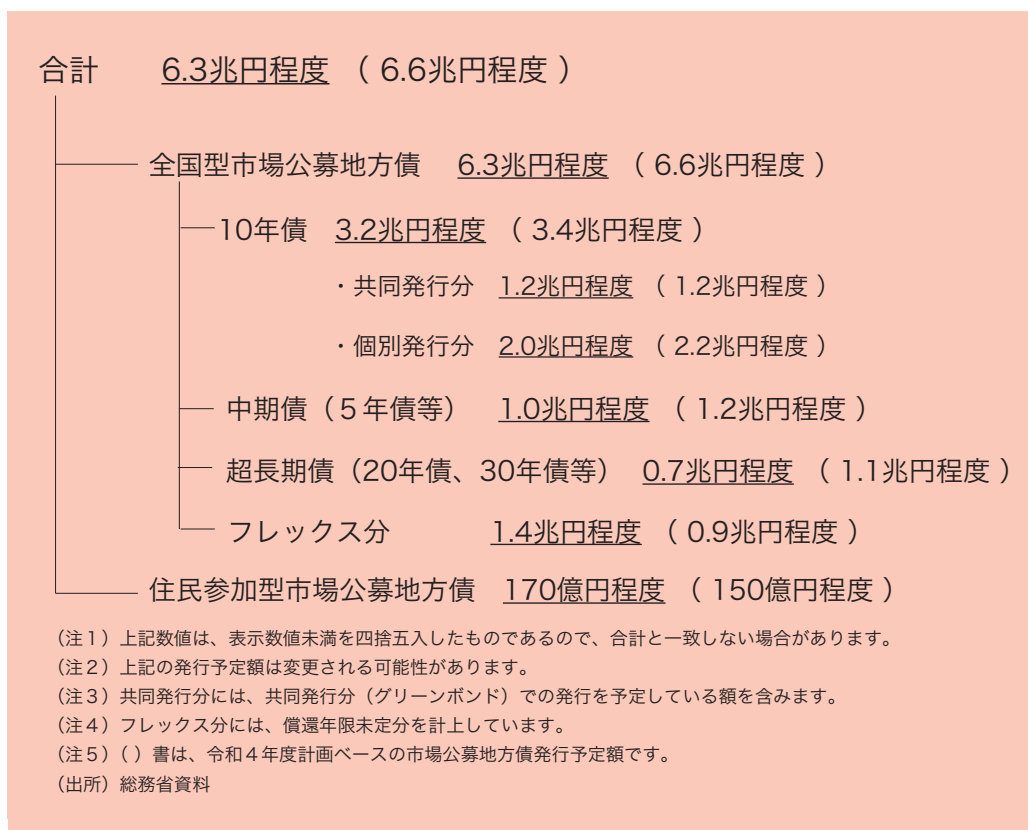 合計　6.3兆円程度 （ 6.6兆円程度 ）
全国型市場公募地方債　6.3兆円程度 （ 6.6兆円程度 ）
10年債　3.2兆円程度 （ 3.4兆円程度 ）
・共同発行分　1.2兆円程度 （ 1.2兆円程度 ）
・個別発行分　2.0兆円程度 （ 2.2兆円程度 ）
中期債（５年債等）　1.0兆円程度 （ 1.2兆円程度 ）
超長期債（20年債、30年債等）　0.7兆円程度 （ 1.1兆円程度 ）
フレックス分　1.4兆円程度 （ 0.9兆円程度 ）
住民参加型市場公募地方債　170億円程度 （ 150億円程度 ）
（注１）上記数値は、表示数値未満を四捨五入したものであるので、合計と一致しない場合があります。
（注２）上記の発行予定額は変更される可能性があります。
（注３）共同発行分には、共同発行分（グリーンボンド）での発行を予定している額を含みます。
（注４）フレックス分には、償還年限未定分を計上しています。
（注５）( ) 書は、令和４年度計画ベースの市場公募地方債発行予定額です。
（出所）総務省資料